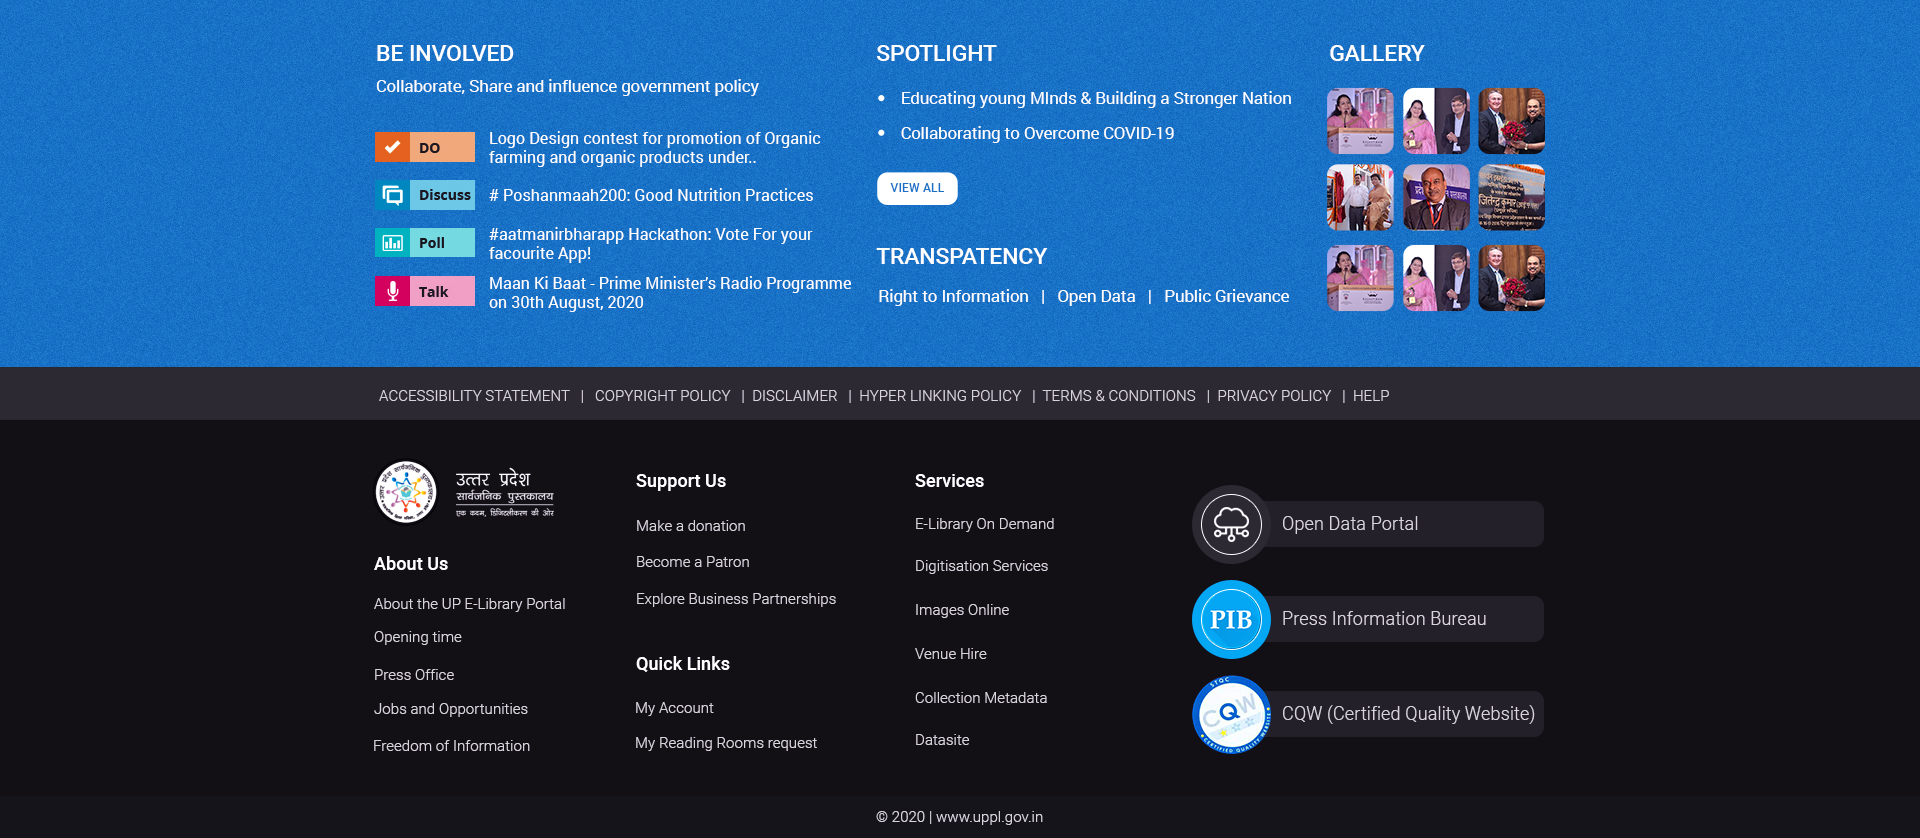 BE INVOLVED
Collaborate, Share and influence government policy
DO
Logo Design contest for promotion of Organic
farming and organic products under..
Discuss
# Poshanmaah200: Good Nutrition Practices
Poll
#aatmanirbharapp Hackathon: Vote For your
facourite App!
Talk
Maan Ki Baat - Prime Minister's Radio Programme
on 30th August, 2020
SPOTLIGHT
• Educating young MInds & Building a Stronger Nation
• Collaborating to Overcome COVID-19
VIEW ALL
TRANSPATENCY
Right to Information | Open Data | Public Grievance
GALLERY
ACCESSIBILITY STATEMENT | COPYRIGHT POLICY | DISCLAIMER | HYPER LINKING POLICY | TERMS & CONDITIONS | PRIVACY POLICY | HELP
उत्तर प्रदेश
सार्वजनिक पुस्तकालय
एक कदम, डिजिटलीकरण की ओर
About Us
About the UP E-Library Portal
Opening time
Press Office
Jobs and Opportunities
Freedom of Information
Support Us
Make a donation
Become a Patron
Explore Business Partnerships
Quick Links
My Account
My Reading Rooms request
Services
E-Library On Demand
Digitisation Services
Images Online
Venue Hire
Collection Metadata
Datasite
Open Data Portal
PIB
Press Information Bureau
STQC
CQW
CERTIFIED QUALITY WEBSITE
CQW (Certified Quality Website)
© 2020 | www.uppl.gov.in